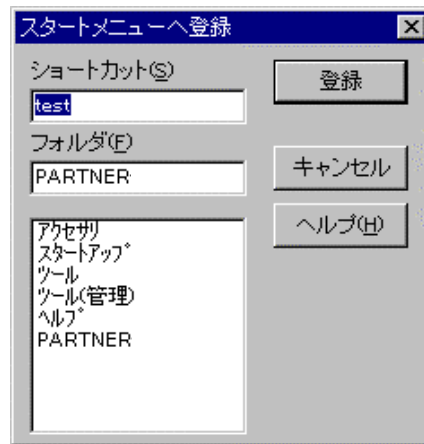 スタートメニューへ登録
ショートカット(S)
test
登録
フォルダ(F)
PARTNER
キャンセル
ヘルプ(H)
アクセサリ
スタートアップ
ツール
ツール(管理)
ヘルプ
PARTNER